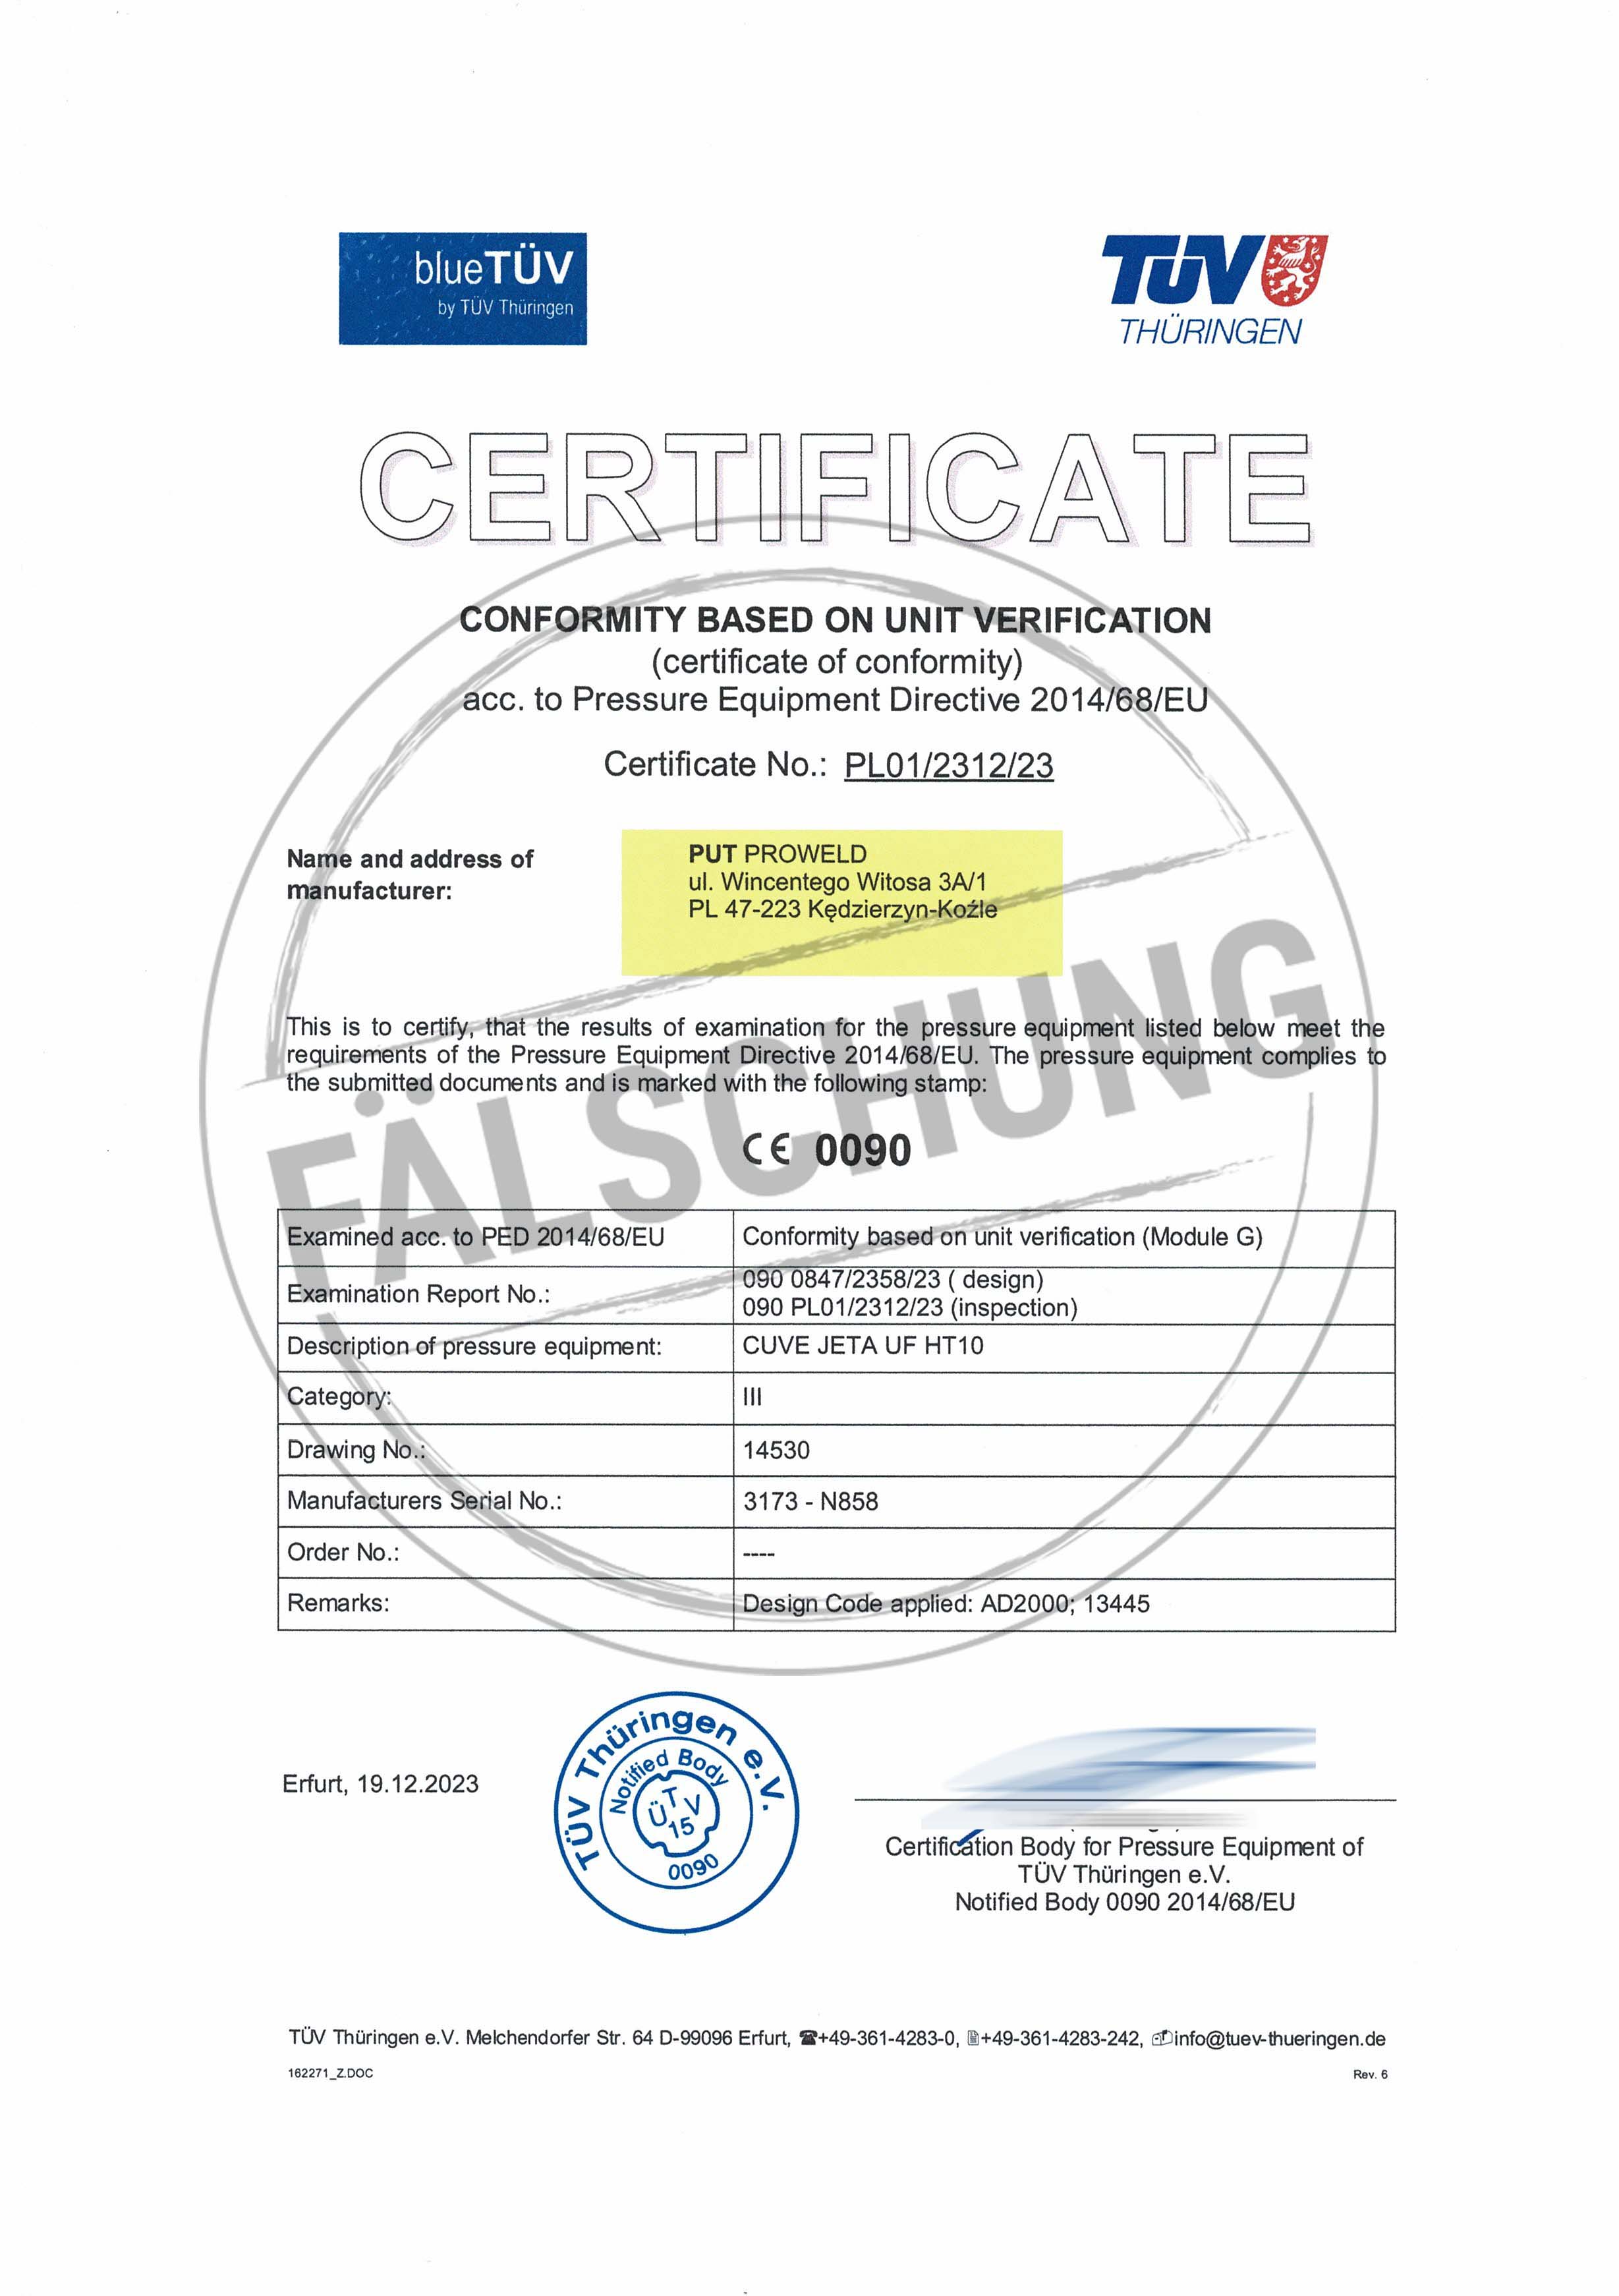 blueTÜV
by TÜV Thüringen
TÜV
THÜRINGEN
CERTIFICATE
CONFORMITY BASED ON UNIT VERIFICATION
(certificate of conformity)
acc. to Pressure Equipment Directive 2014/68/EU
Certificate No.: PL01/2312/23
Name and address of
manufacturer:
PUT PROWELD
ul. Wincentego Witosa 3A/1
PL 47-223 Kędzierzyn-Koźle
This is to certify, that the results of examination for the pressure equipment listed below meet the
requirements of the Pressure Equipment Directive 2014/68/EU. The pressure equipment complies to
the submitted documents and is marked with the following stamp:
FÄLSCHUNG
CE 0090
Examined acc. to PED 2014/68/EU Conformity based on unit verification (Module G)
Examination Report No.: 090 0847/2358/23 ( design)
090 PL01/2312/23 (inspection)
Description of pressure equipment: CUVE JETA UF HT10
Category: III
Drawing No.: 14530
Manufacturers Serial No.: 3173 - N858
Order No.: ----
Remarks: Design Code applied: AD2000; 13445
Erfurt, 19.12.2023
TÜV Thüringen e.V.
Notified Body
TÜV
15
0090
Certification Body for Pressure Equipment of
TÜV Thüringen e.V.
Notified Body 0090 2014/68/EU
TÜV Thüringen e.V. Melchendorfer Str. 64 D-99096 Erfurt, ☎+49-361-4283-0, +49-361-4283-242, info@tuev-thueringen.de
162271_Z.DOC Rev. 6